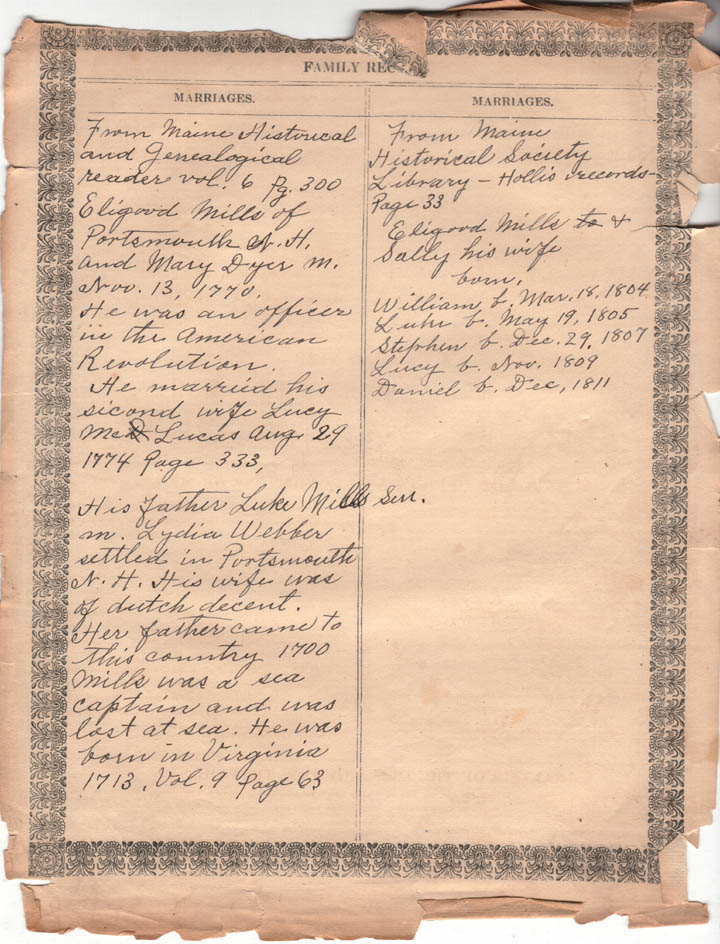 FAMILY REC
MARRIAGES.
From Maine Historical
and Genealogical
reader vol. 6 Pg. 300
Eligood Mills of
Portsmouth N. H.
and Mary Dyer m.
Nov. 13, 1770,
He was an officer
in the American
Revolution.
He married his
second wife Lucy
Lucas Aug 29
1774 Page 333,
His father Luke Mills Sen.
m. Lydia Webber
settled in Portsmouth
N. H. His wife was
of dutch decent.
Her father came to
this country 1700
Mills was a sea
captain and was
lost at sea. He was
born in Virginia
1713, Vol. 9 Page 63
MARRIAGES.
From Maine
Historical Society
Library – Hollis records–
Page 33
Eligood Mills to &
Sally his wife
born,
William b. Mar. 18, 1804
Luke b. May 19, 1805
Stephen b. Dec. 29, 1807
Lucy b. Nov. 1809
Daniel b. Dec, 1811